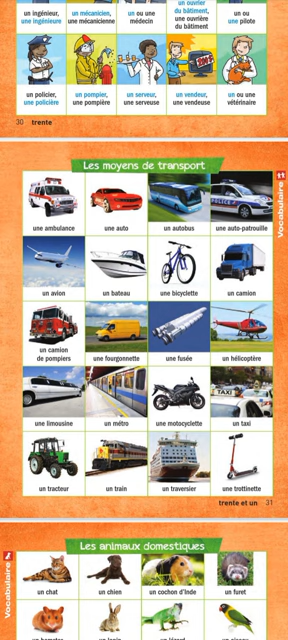 un ouvrier
un ingénieur, un mécanicien, un ou une du bâtiment, un ou
une ingénieure une mécanicienne médecin une ouvrière une pilote
du bâtiment
un policier, un pompier, un serveur, un vendeur, un ou une
une policière une pompière une serveuse une vendeuse vétérinaire
30 trente
Les moyens de transport
Vocabulaire
une ambulance une auto un autobus une auto-patrouille
POLICE
un avion un bateau une bicyclette un camion
un camion
de pompiers une fourgonnette une fusée un hélicoptère
TAXI
une limousine un métro une motocyclette un taxi
un tracteur un train un traversier une trottinette
trente et un 31
Vocabulaire
Les animaux domestiques
un chat un chien un cochon d'Inde un furet